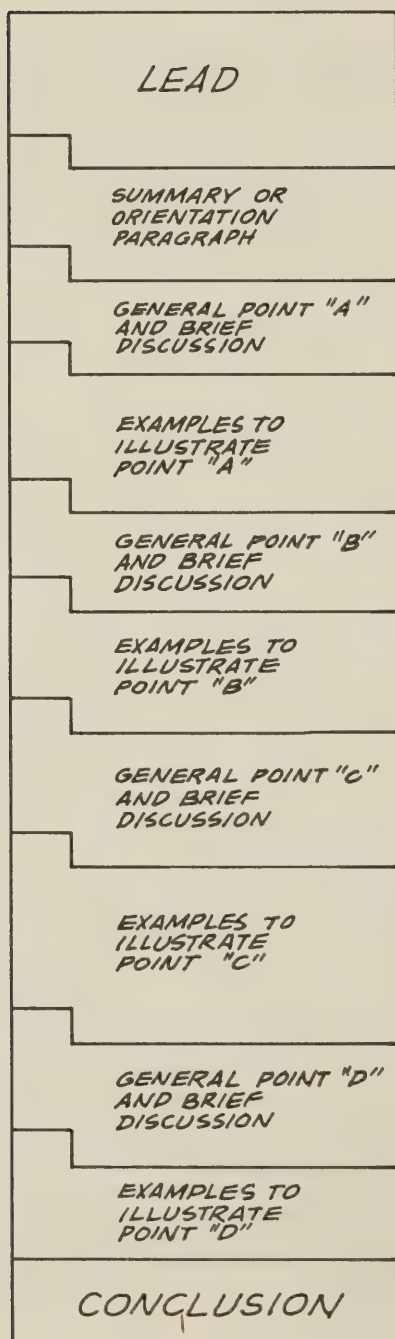 LEAD
SUMMARY OR
ORIENTATION
PARAGRAPH
GENERAL POINT "A"
AND BRIEF
DISCUSSION
EXAMPLES TO
ILLUSTRATE
POINT "A"
GENERAL POINT "B"
AND BRIEF
DISCUSSION
EXAMPLES TO
ILLUSTRATE
POINT "B"
GENERAL POINT "C"
AND BRIEF
DISCUSSION
EXAMPLES TO
ILLUSTRATE
POINT "C"
GENERAL POINT "D"
AND BRIEF
DISCUSSION
EXAMPLES TO
ILLUSTRATE
POINT "D"
CONCLUSION